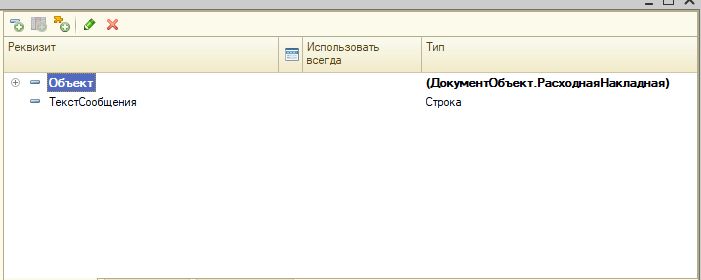 Реквизит Использовать всегда Тип
Объект (ДокументОбъект.РасходнаяНакладная)
ТекстСообщения Строка